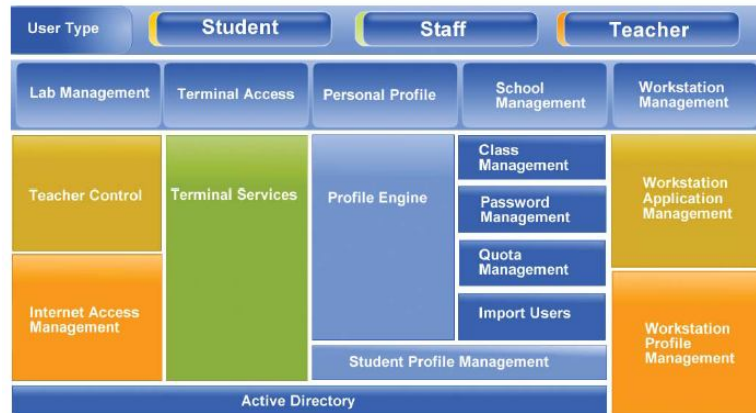 User Type
Student
Staff
Teacher
Lab Management
Terminal Access
Personal Profile
School
Management
Workstation
Management
Teacher Control
Terminal Services
Profile Engine
Class
Management
Password
Management
Quota
Management
Import Users
Workstation
Application
Management
Internet Access
Management
Student Profile Management
Workstation
Profile
Management
Active Directory